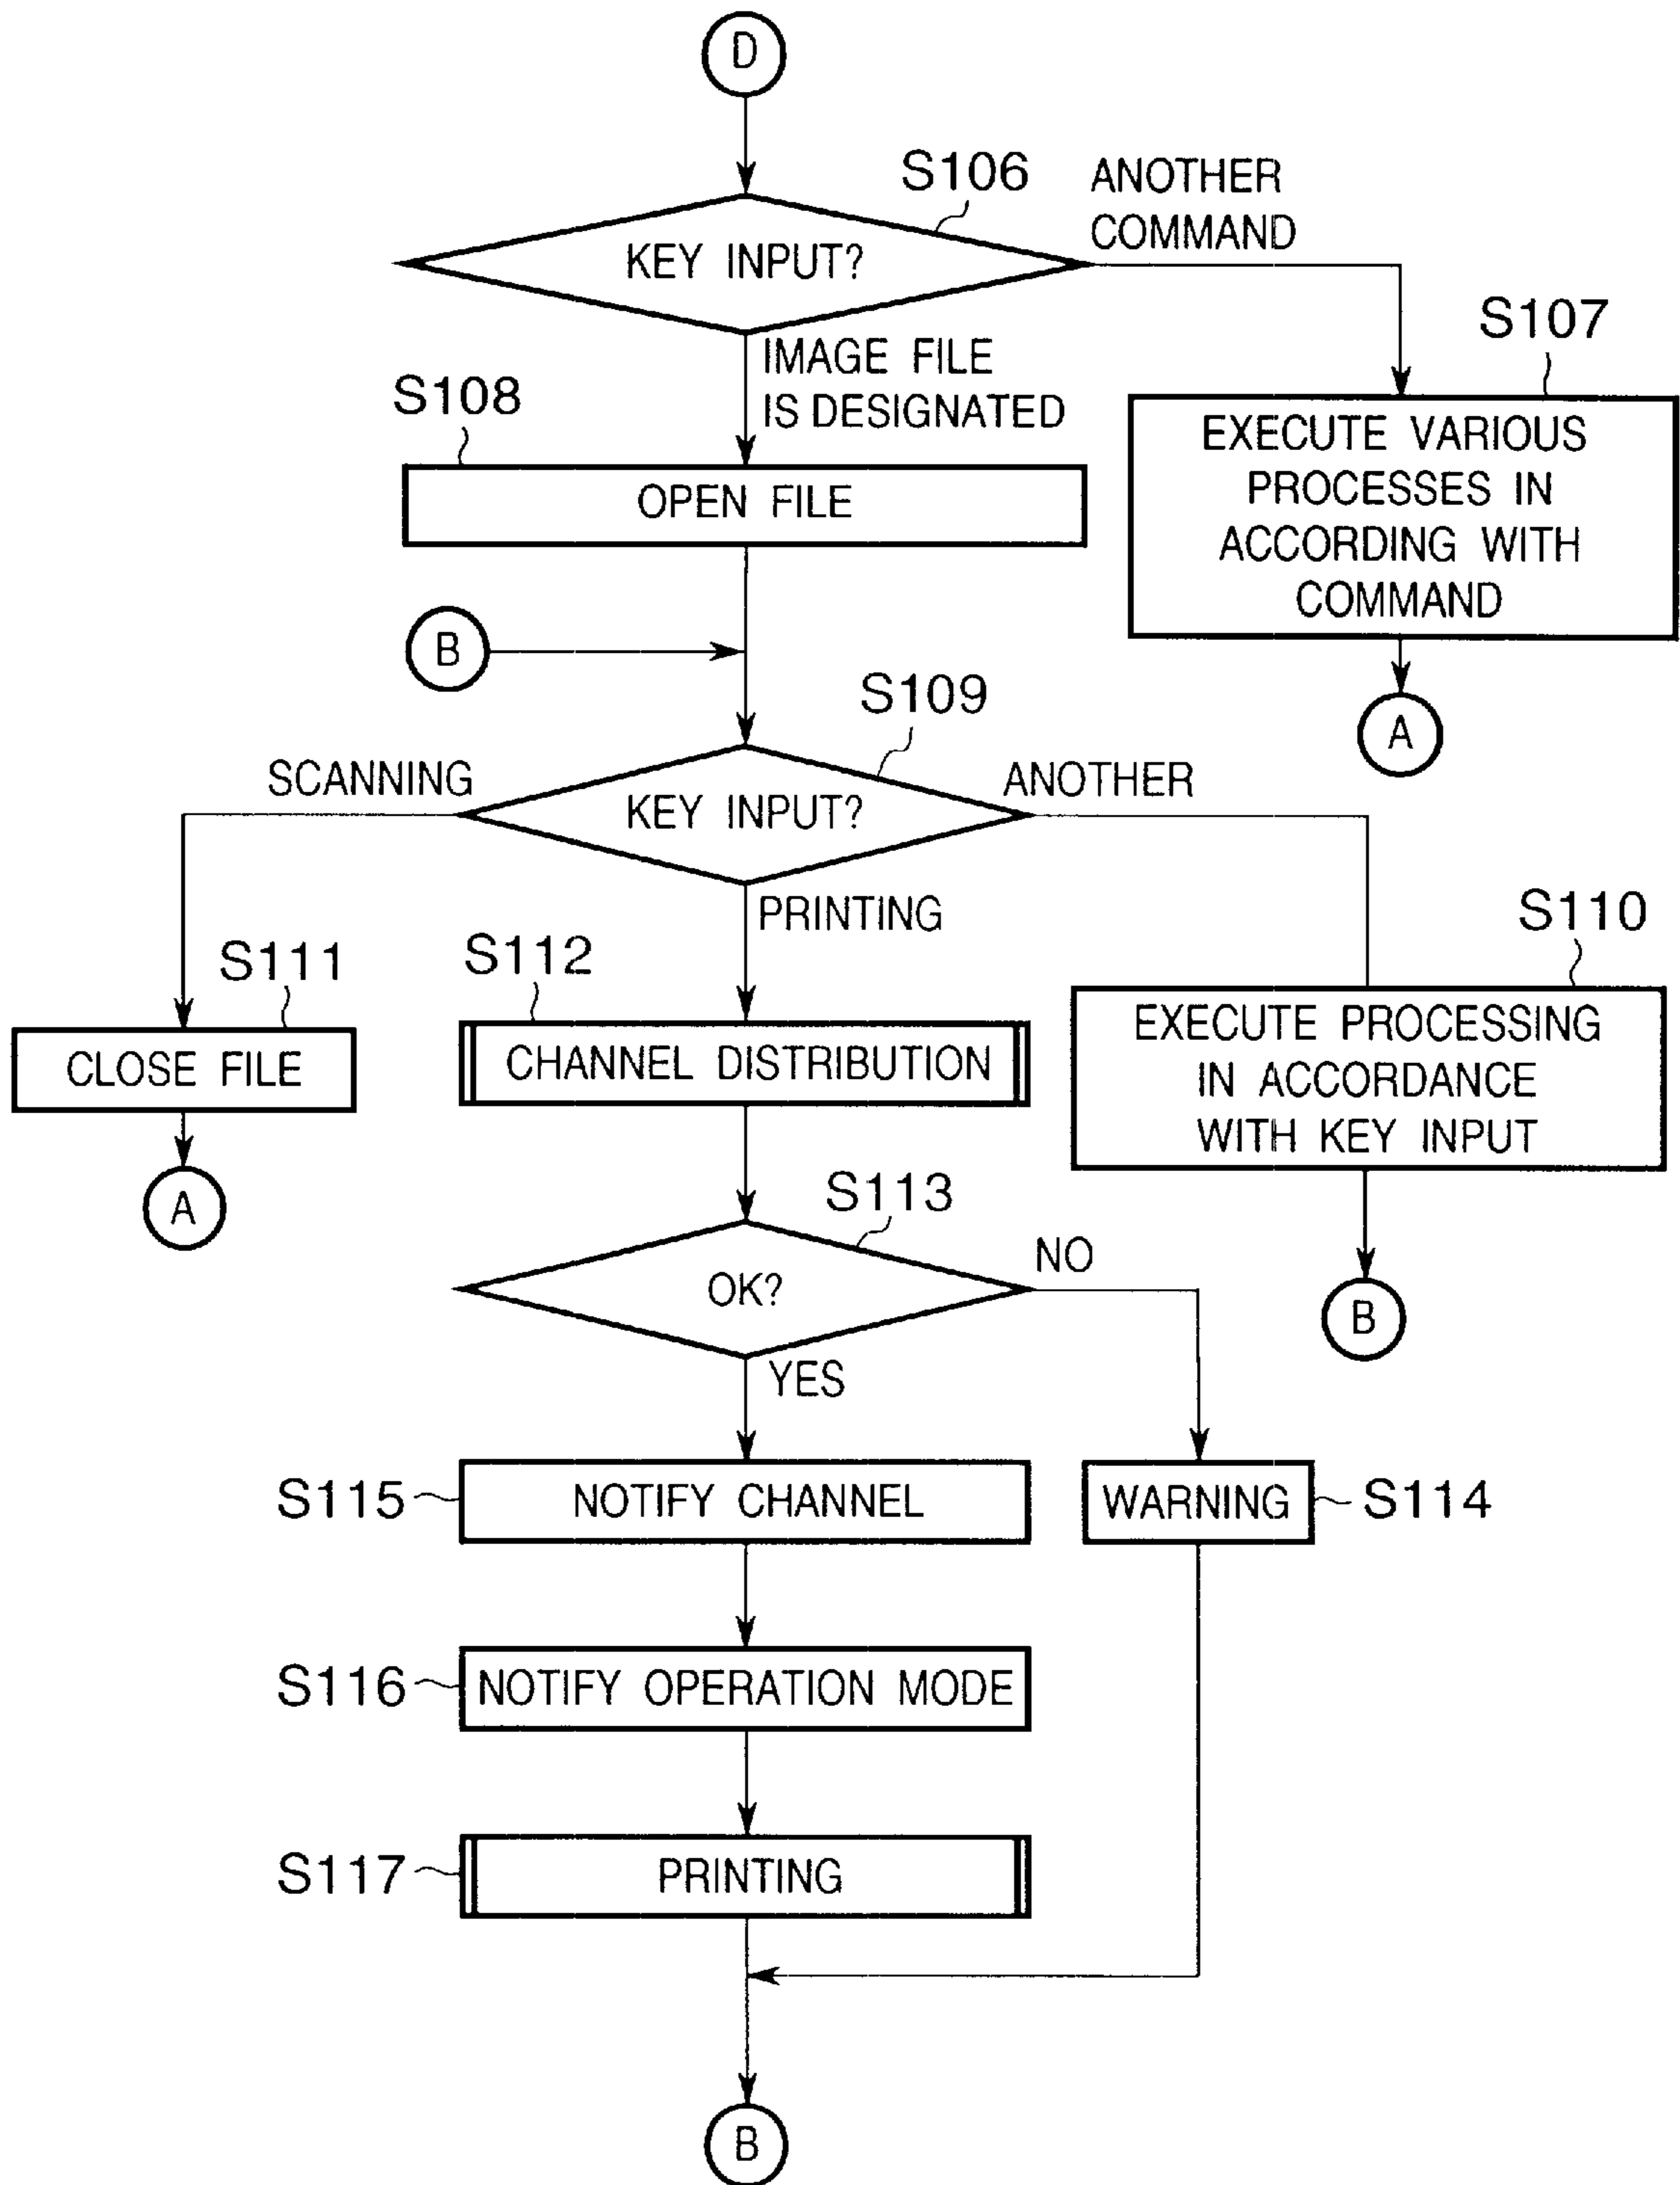 D
S106
ANOTHER
COMMAND
KEY INPUT?
S107
IMAGE FILE
IS DESIGNATED
S108
EXECUTE VARIOUS
PROCESSES IN
ACCORDING WITH
COMMAND
OPEN FILE
B
A
S109
SCANNING
ANOTHER
KEY INPUT?
PRINTING
S110
S111
S112
EXECUTE PROCESSING
IN ACCORDANCE
WITH KEY INPUT
CLOSE FILE
CHANNEL DISTRIBUTION
A
S113
NO
OK?
B
YES
S115
NOTIFY CHANNEL
WARNING
S114
S116
NOTIFY OPERATION MODE
S117
PRINTING
B